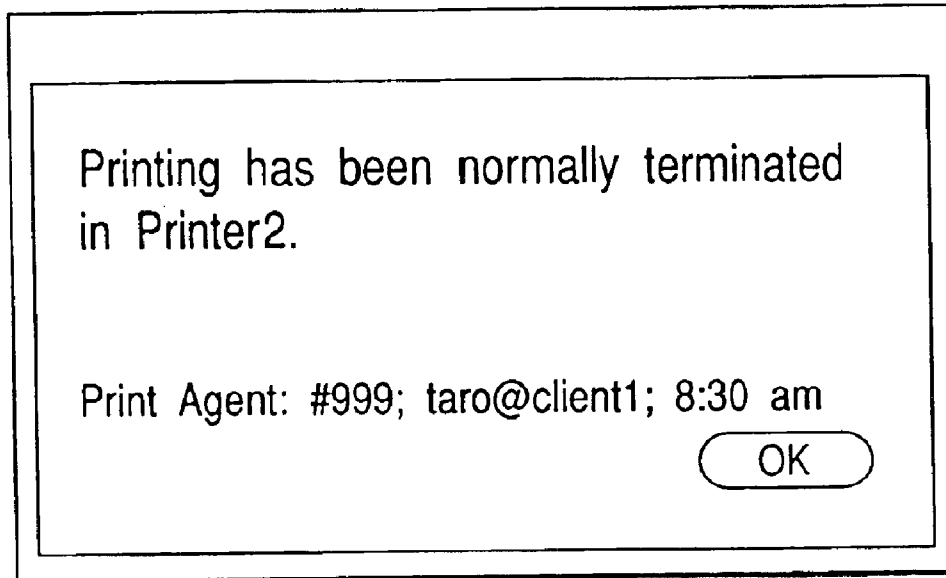 Printing has been normally terminated
in Printer2.
Print Agent: #999; taro@client1; 8:30 am
OK